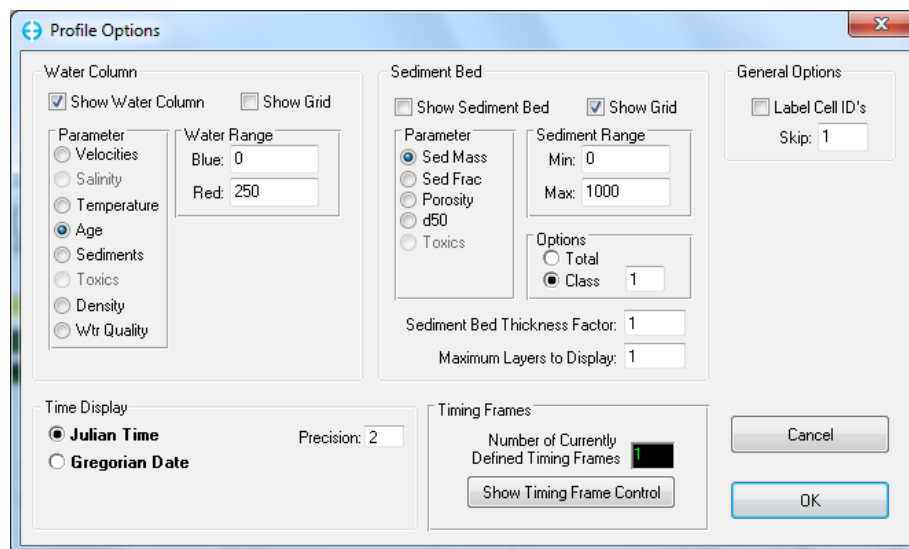 Profile Options
Water Column
Show Water Column Show Grid
Parameter
Velocities
Salinity
Temperature
Age
Sediments
Toxics
Density
Wtr Quality
Water Range
Blue: 0
Red: 250
Sediment Bed
Show Sediment Bed Show Grid
Parameter
Sed Mass
Sed Frac
Porosity
d50
Toxics
Sediment Range
Min: 0
Max: 1000
Options
Total
Class 1
Sediment Bed Thickness Factor: 1
Maximum Layers to Display: 1
General Options
Label Cell ID's
Skip: 1
Time Display
Julian Time
Gregorian Date
Precision: 2
Timing Frames
Number of Currently
Defined Timing Frames 1
Show Timing Frame Control
Cancel
OK